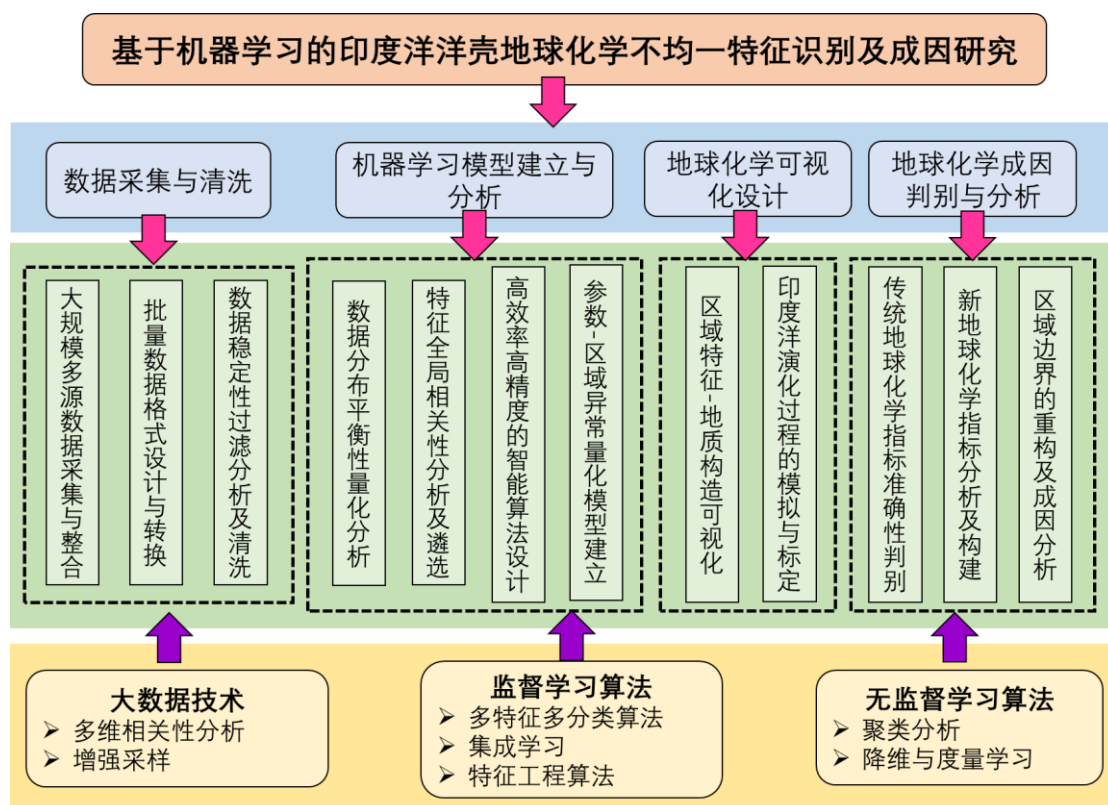 基于机器学习的印度洋洋壳地球化学不均一特征识别及成因研究
数据采集与清洗
机器学习模型建立与
分析
地球化学可视
化设计
地球化学成因
判别与分析
大规模多源数据采集与整合
批量数据格式设计与转换
数据稳定性过滤分析及清洗
数据分布平衡性量化分析
特征全局相关性分析及遴选
高效率高精度的智能算法设计
参数-区域异常量化模型建立
区域特征-地质构造可视化
印度洋演化过程的模拟与标定
传统地球化学指标准确性判别
新地球化学指标分析及构建
区域边界的重构及成因分析
大数据技术
➢ 多维相关性分析
➢ 增强采样
监督学习算法
➢ 多特征多分类算法
➢ 集成学习
➢ 特征工程算法
无监督学习算法
➢ 聚类分析
➢ 降维与度量学习